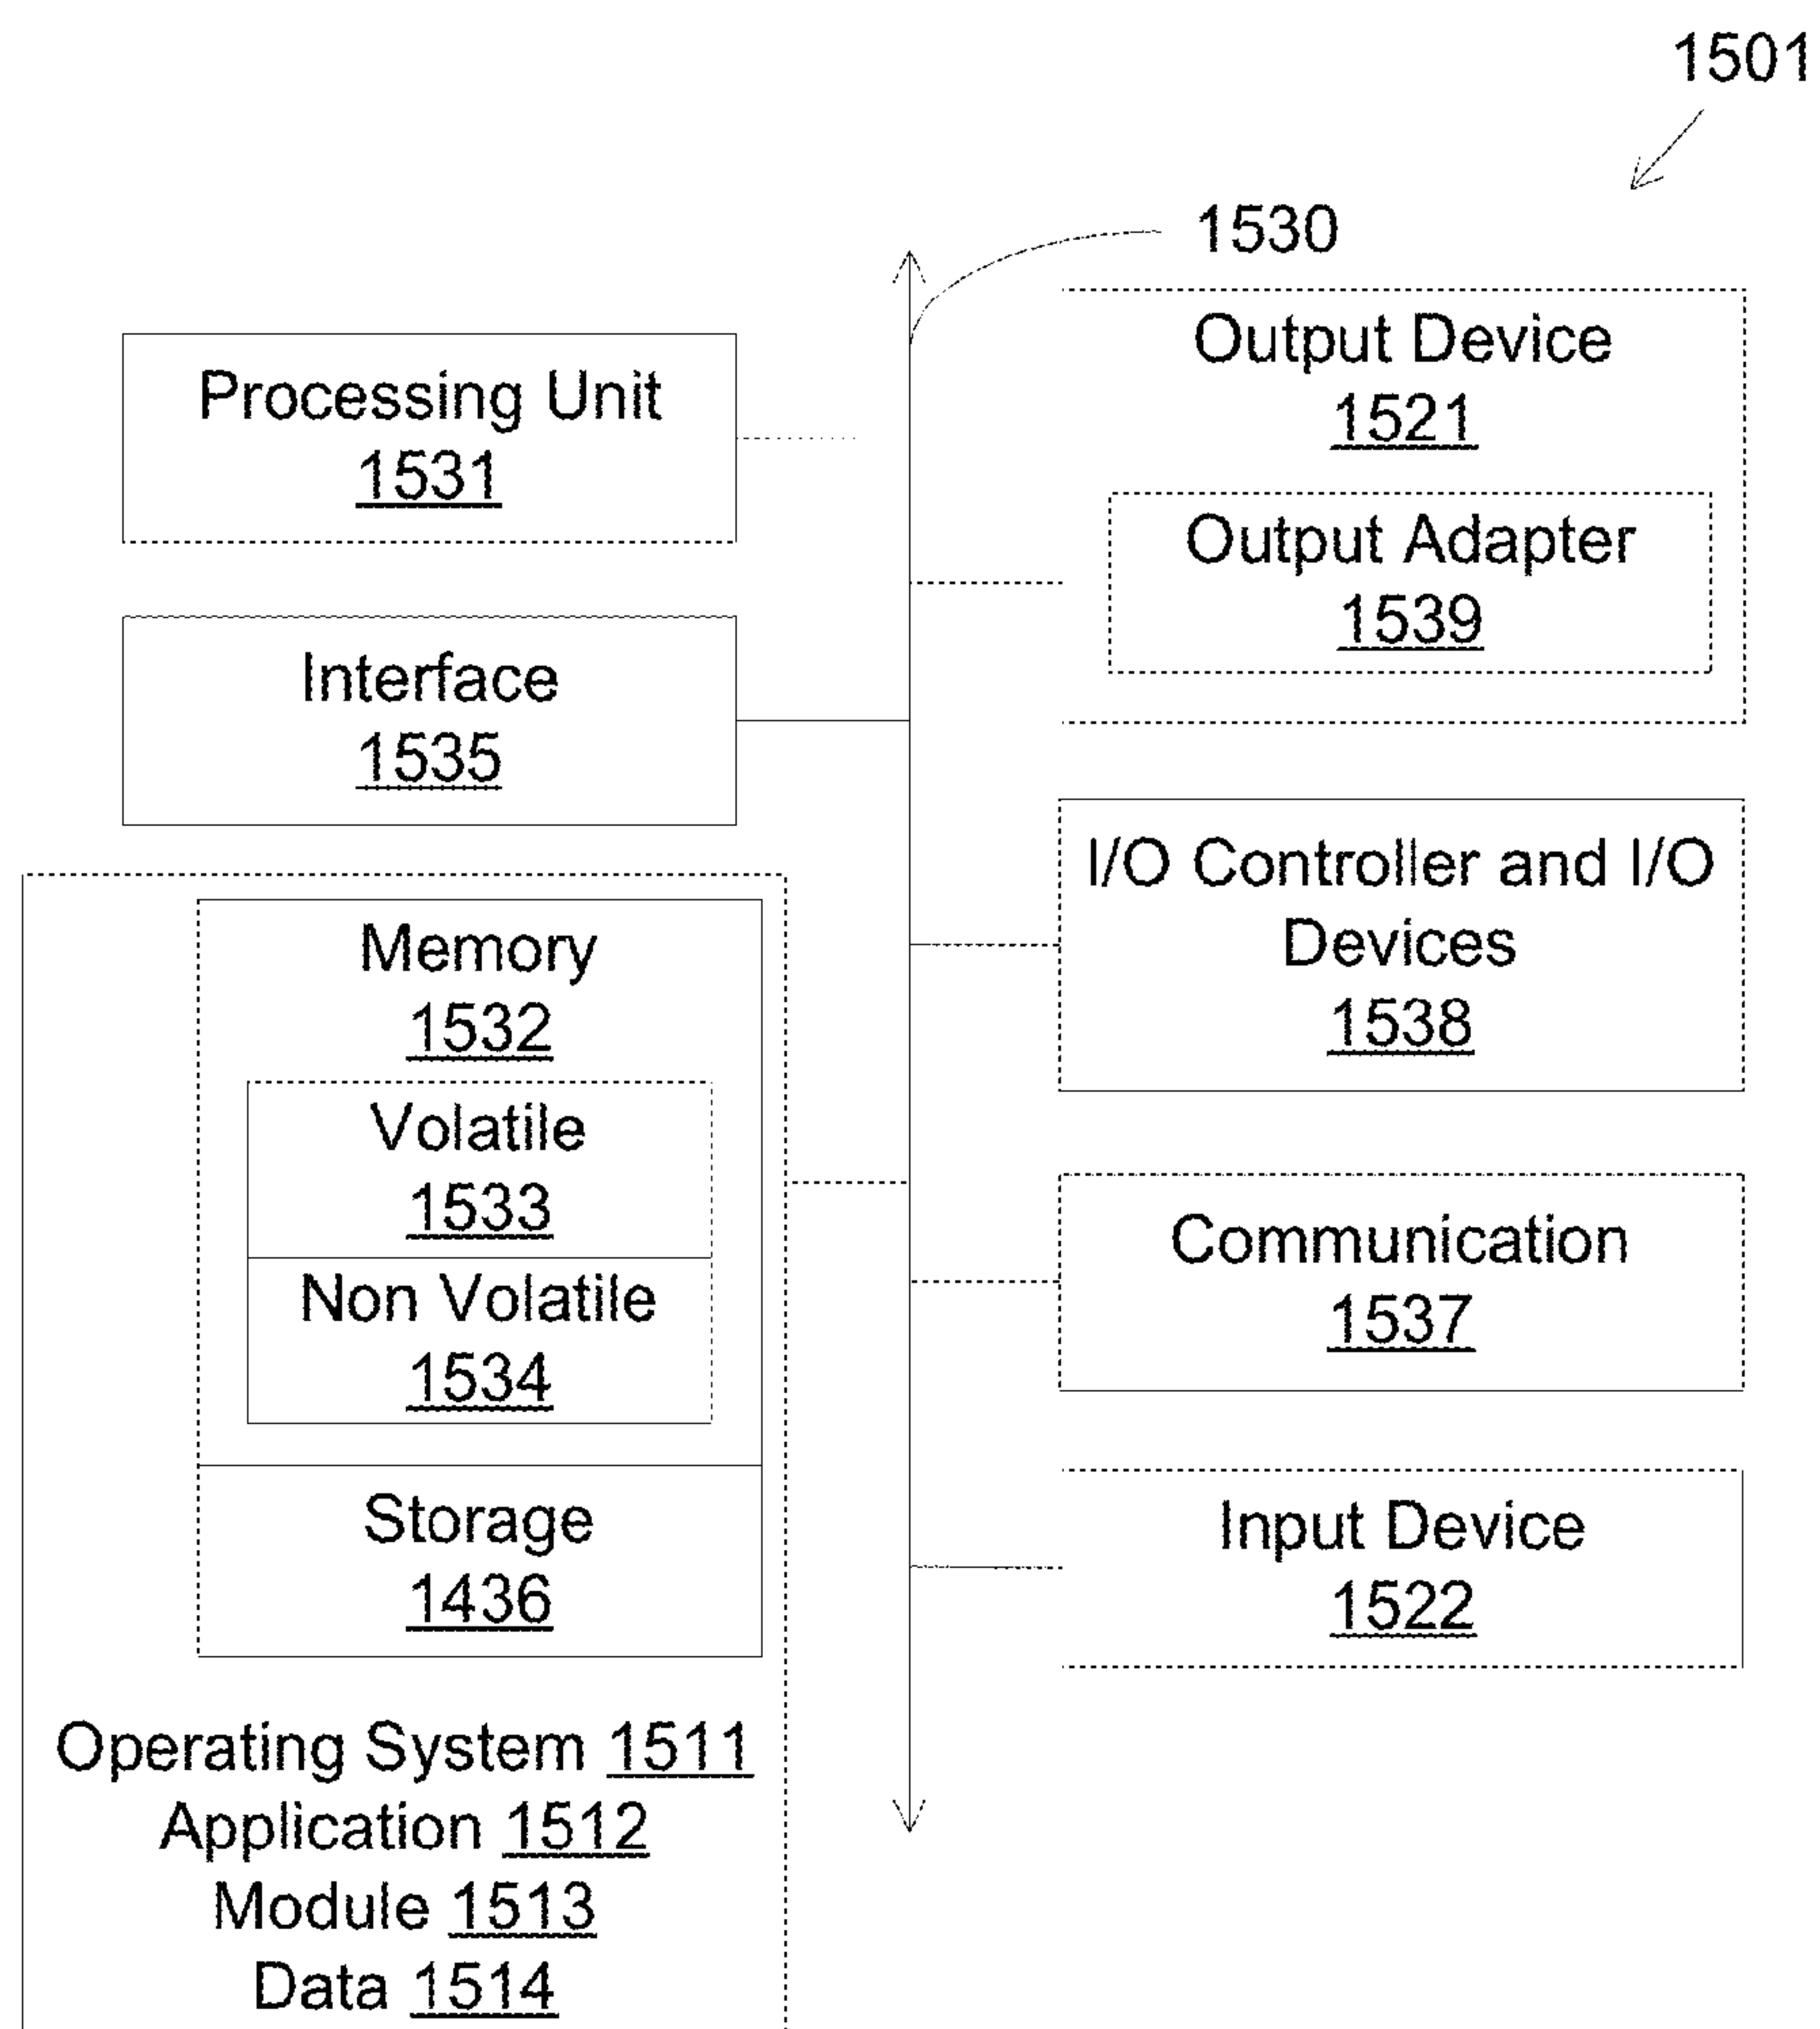 1501
1530
Processing Unit
1531
Interface
1535
Memory
1532
Volatile
1533
Non Volatile
1534
Storage
1436
Operating System 1511
Application 1512
Module 1513
Data 1514
Output Device
1521
Output Adapter
1539
I/O Controller and I/O
Devices
1538
Communication
1537
Input Device
1522